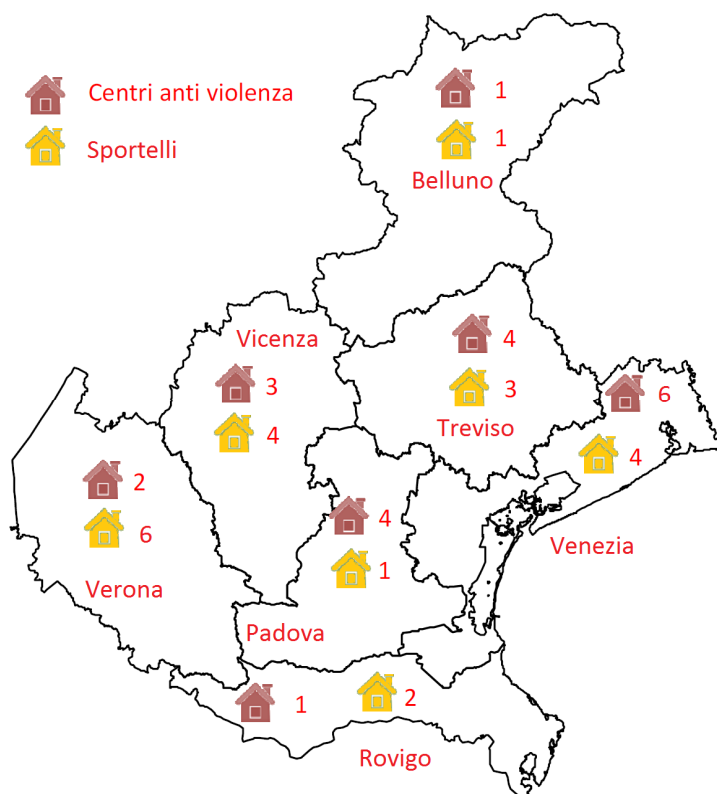 Centri anti violenza
Sportelli
1
1
Belluno
Vicenza
3
4
4
3
Treviso
6
4
Venezia
2
6
Verona
4
1
Padova
1
2
Rovigo